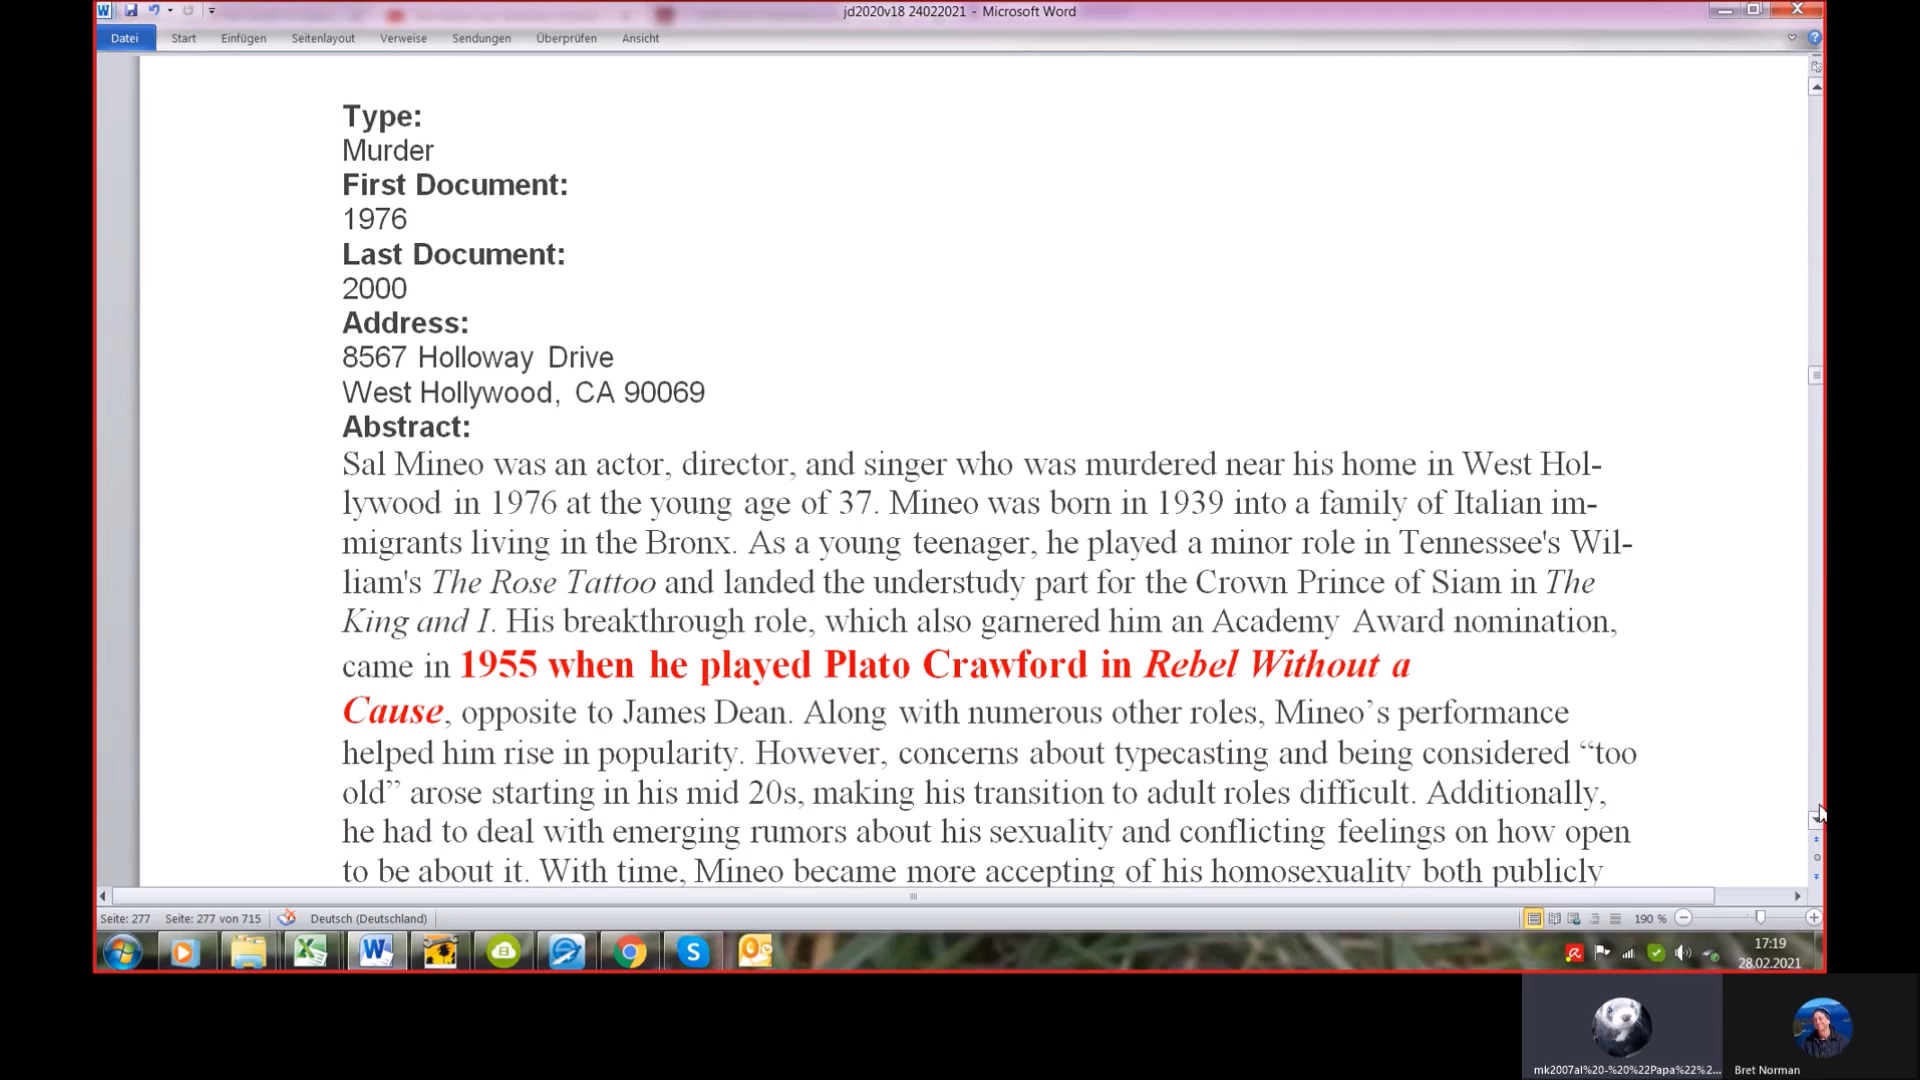 jd2020v18 24022021 - Microsoft Word
Datei Start Einfügen Seitenlayout Verweise Sendungen Überprüfen Ansicht
Type:
Murder
First Document:
1976
Last Document:
2000
Address:
8567 Holloway Drive
West Hollywood, CA 90069
Abstract:
Sal Mineo was an actor, director, and singer who was murdered near his home in West Hol-
lywood in 1976 at the young age of 37. Mineo was born in 1939 into a family of Italian im-
migrants living in the Bronx. As a young teenager, he played a minor role in Tennessee's Wil-
liam's The Rose Tattoo and landed the understudy part for the Crown Prince of Siam in The
King and I. His breakthrough role, which also garnered him an Academy Award nomination,
came in 1955 when he played Plato Crawford in Rebel Without a
Cause, opposite to James Dean. Along with numerous other roles, Mineo’s performance
helped him rise in popularity. However, concerns about typecasting and being considered “too
old” arose starting in his mid 20s, making his transition to adult roles difficult. Additionally,
he had to deal with emerging rumors about his sexuality and conflicting feelings on how open
to be about it. With time, Mineo became more accepting of his homosexuality both publicly
Seite: 277 Seite: 277 von 715 Deutsch (Deutschland) 190 %
17:19
28.02.2021
mk2007al%20-%20%22Papa%22%2... Bret Norman